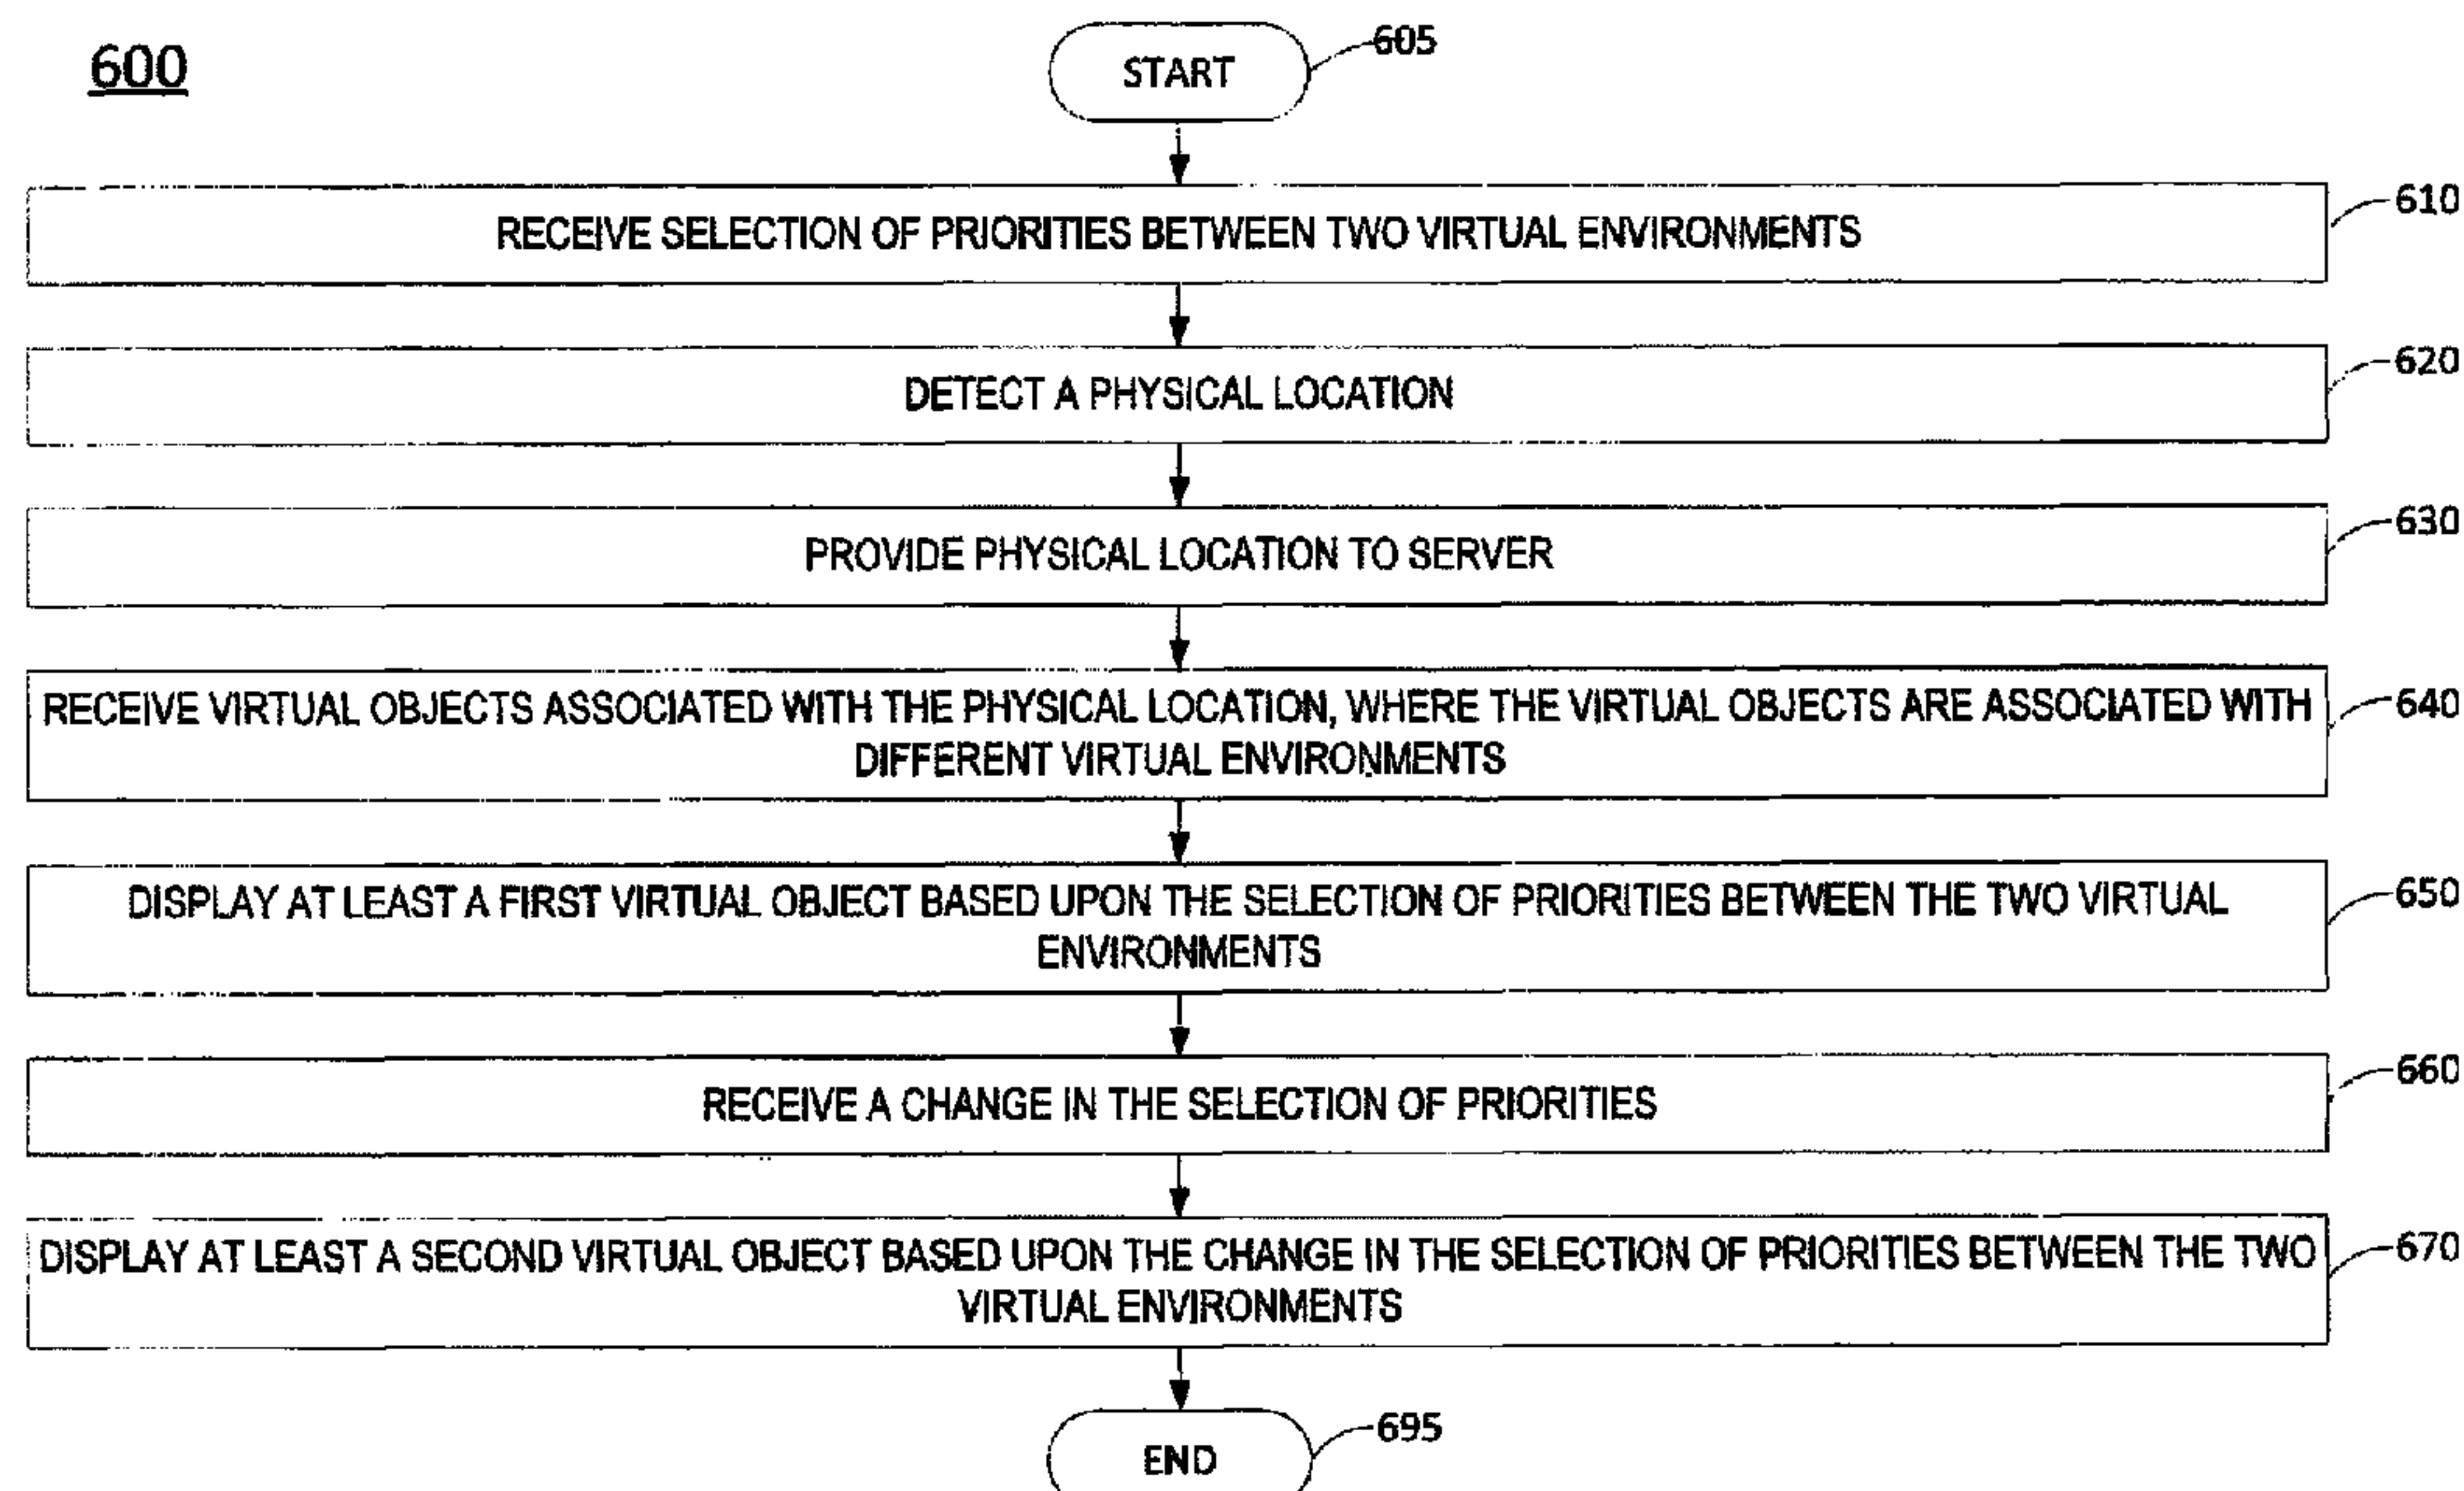 600
START
605
RECEIVE SELECTION OF PRIORITIES BETWEEN TWO VIRTUAL ENVIRONMENTS
610
DETECT A PHYSICAL LOCATION
620
PROVIDE PHYSICAL LOCATION TO SERVER
630
RECEIVE VIRTUAL OBJECTS ASSOCIATED WITH THE PHYSICAL LOCATION, WHERE THE VIRTUAL OBJECTS ARE ASSOCIATED WITH
DIFFERENT VIRTUAL ENVIRONMENTS
640
DISPLAY AT LEAST A FIRST VIRTUAL OBJECT BASED UPON THE SELECTION OF PRIORITIES BETWEEN THE TWO VIRTUAL
ENVIRONMENTS
650
RECEIVE A CHANGE IN THE SELECTION OF PRIORITIES
660
DISPLAY AT LEAST A SECOND VIRTUAL OBJECT BASED UPON THE CHANGE IN THE SELECTION OF PRIORITIES BETWEEN THE TWO
VIRTUAL ENVIRONMENTS
670
END
695